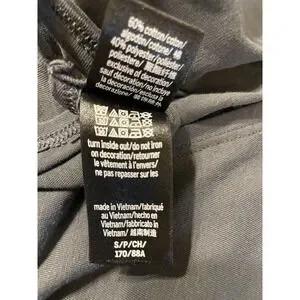 60% cotton/coton/
algodón/cotone/ 棉
40% polyester/poliéster/
poliestere/ 聚酯纤维
exclusive of decoration/
sauf décoration/no incluye
la decoración/esclusa la
decorazione/
turn inside out/do not iron
on decoration/retourner
le vêtement à l'envers/
ne pas repasser sur les
made in Vietnam/fabriqué
au Vietnam/hecho en
Vietnam/fabbricato in
Vietnam/ 越南制造
S/P/CH/
170/88A